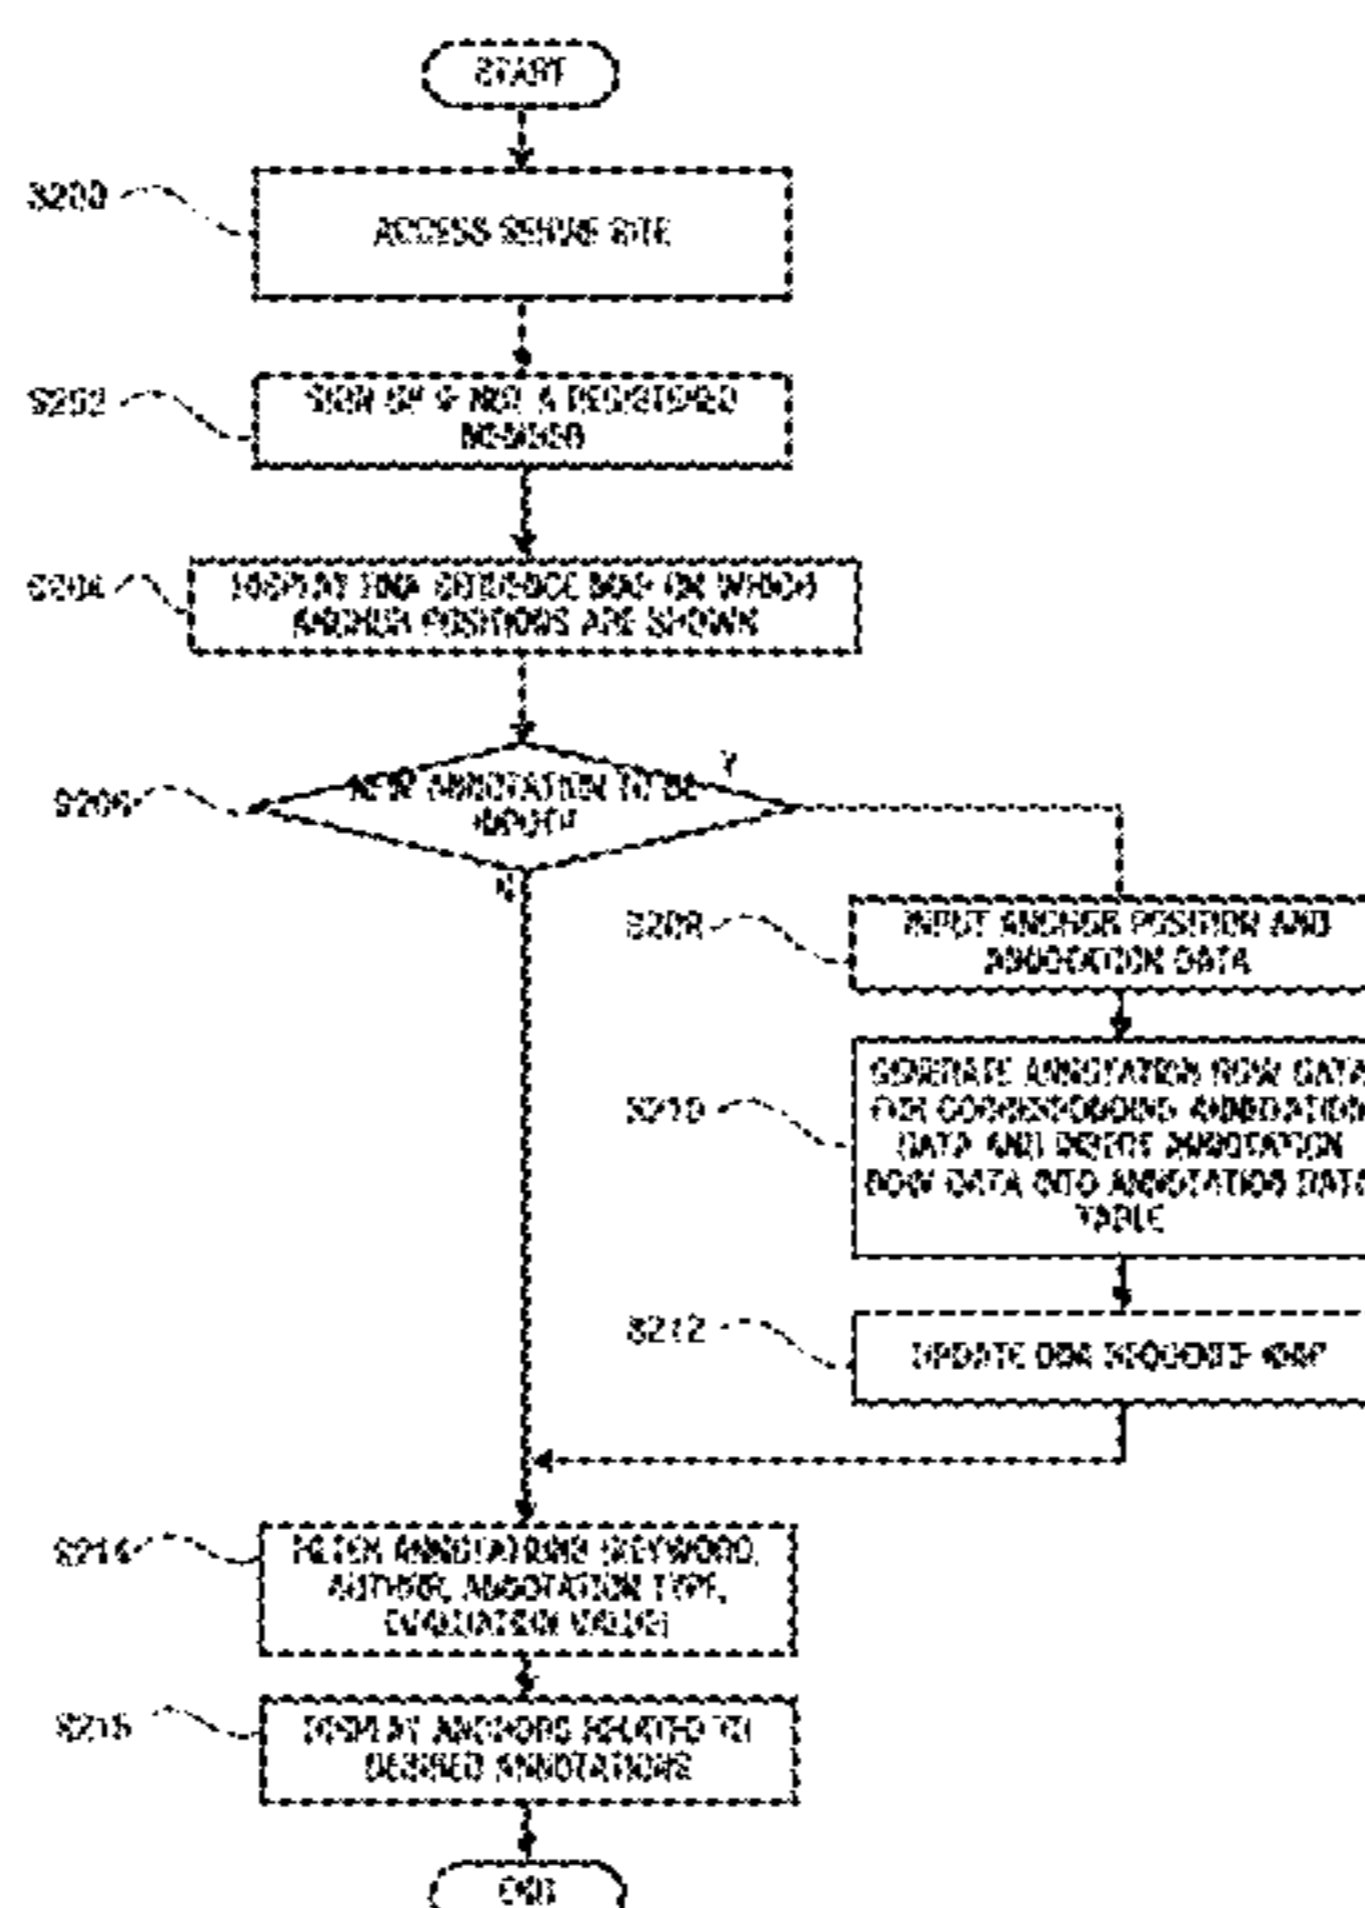 START
S200
ACCESS SERVER SITE
S202
SIGN UP IF NOT A REGISTERED
MEMBER
S204
DISPLAY DNA SEQUENCE MAP ON WHICH
ANCHOR POSITIONS ARE SHOWN
Y
S206
NEW ANNOTATION TO BE
INPUT?
N
S208
INPUT ANCHOR POSITION AND
ANNOTATION DATA
S210
GENERATE ANNOTATION ROW DATA
FOR CORRESPONDING ANNOTATION
DATA AND INSERT ANNOTATION
ROW DATA INTO ANNOTATION DATA
TABLE
S212
UPDATE DNA SEQUENCE MAP
S214
FILTER ANNOTATIONS (KEYWORD,
AUTHOR, ANNOTATION TYPE,
EVALUATION VALUE)
S216
DISPLAY ANCHORS RELATED TO
DESIRED ANNOTATIONS
END